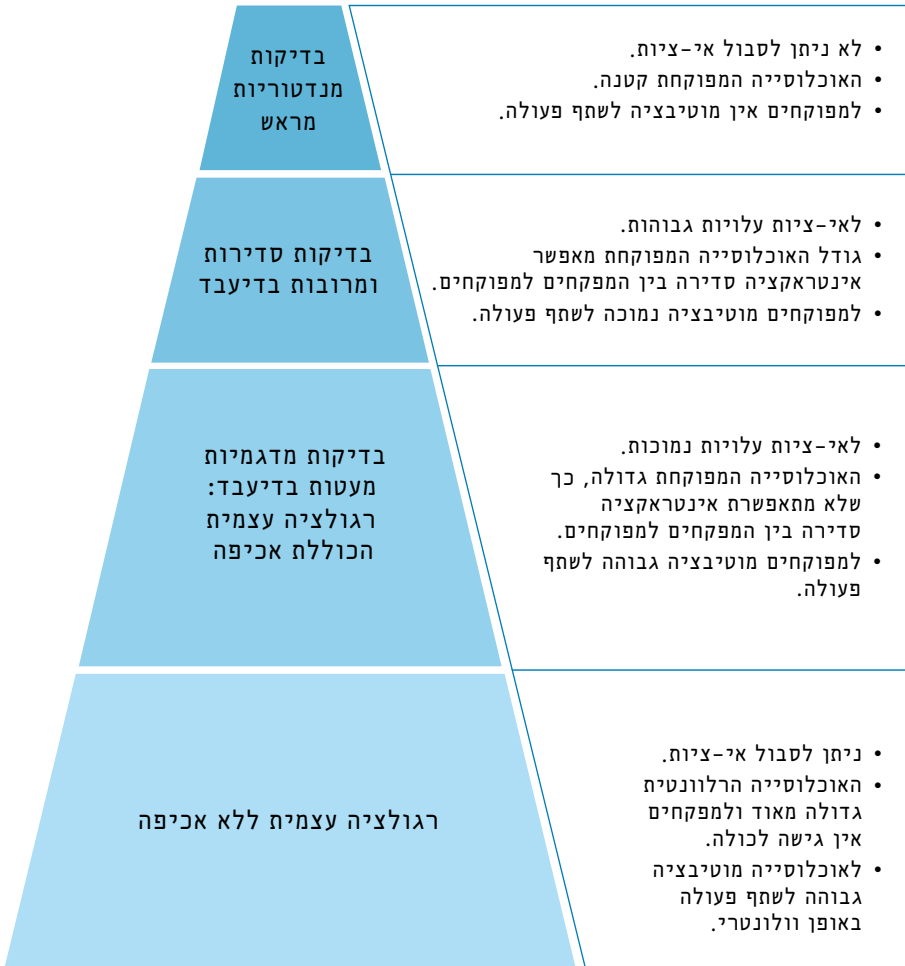 בדיקות
מנדטוריות
מראש
• לא ניתן לסבול אי-ציות.
• האוכלוסייה המפוקחת קטנה.
• למפוקחים אין מוטיבציה לשתף פעולה.
בדיקות סדירות
ומרובות בדיעבד
• לאי-ציות עלויות גבוהות.
• גודל האוכלוסייה המפוקחת מאפשר
אינטראקציה סדירה בין המפקחים למפוקחים.
• למפוקחים מוטיבציה נמוכה לשתף פעולה.
בדיקות מדגמיות
מעטות בדיעבד:
רגולציה עצמית
הכוללת אכיפה
• לאי-ציות עלויות נמוכות.
• האוכלוסייה המפוקחת גדולה, כך
שלא מתאפשרת אינטראקציה
סדירה בין המפקחים למפוקחים.
• למפוקחים מוטיבציה גבוהה לשתף
פעולה.
רגולציה עצמית ללא אכיפה
• ניתן לסבול אי-ציות.
• האוכלוסייה הרלוונטית
גדולה מאוד ולמפקחים
אין גישה לכולה.
• לאוכלוסייה מוטיבציה
גבוהה לשתף פעולה
באופן וולונטרי.